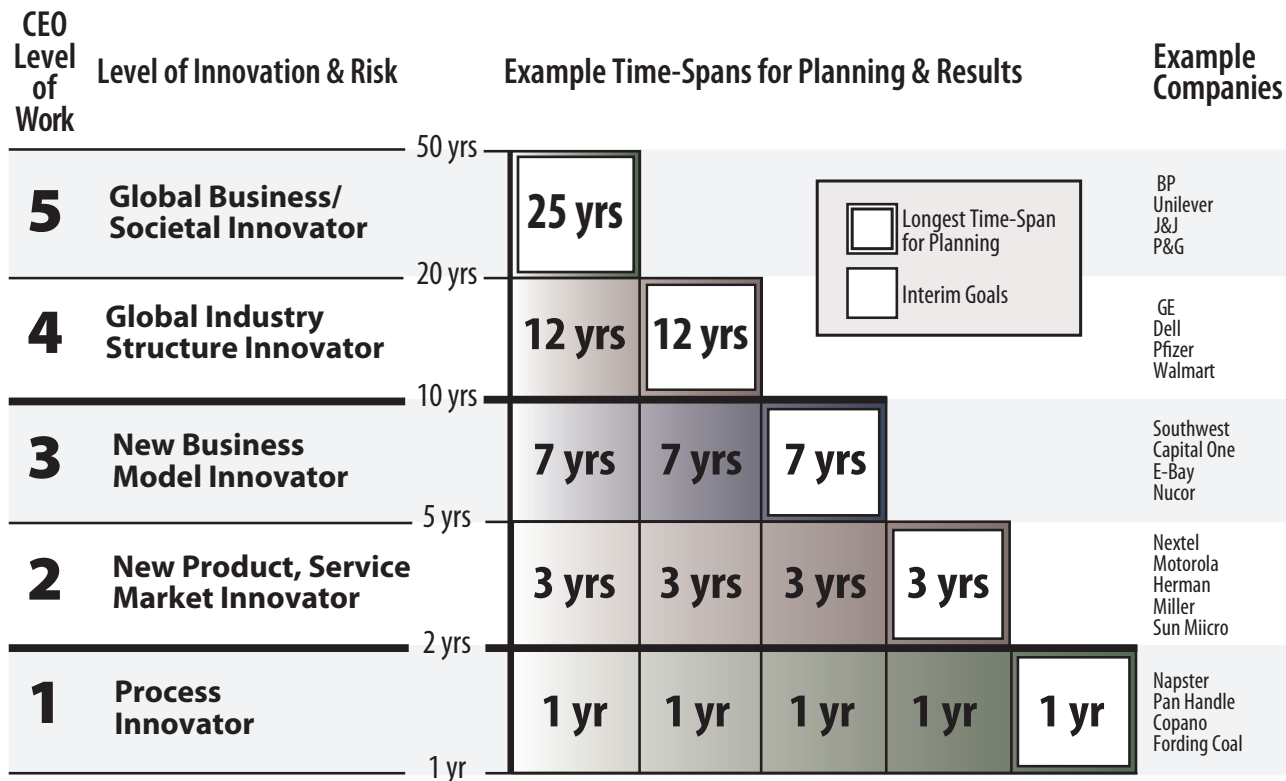 CEO
Level
of
Work
Level of Innovation & Risk
Example Time-Spans for Planning & Results
Example
Companies
50 yrs
5
Global Business/
Societal Innovator
25 yrs
Longest Time-Span
for Planning
Interim Goals
BP
Unilever
J&J
P&G
20 yrs
4
Global Industry
Structure Innovator
12 yrs 12 yrs
GE
Dell
Pfizer
Walmart
10 yrs
3
New Business
Model Innovator
7 yrs 7 yrs 7 yrs
Southwest
Capital One
E-Bay
Nucor
5 yrs
2
New Product, Service
Market Innovator
3 yrs 3 yrs 3 yrs 3 yrs
Nextel
Motorola
Herman
Miller
Sun Miicro
2 yrs
1
Process
Innovator
1 yr 1 yr 1 yr 1 yr 1 yr
Napster
Pan Handle
Copano
Fording Coal
1 yr